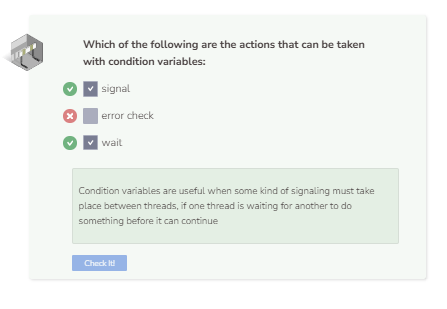 Which of the following are the actions that can be taken
with condition variables:
signal
error check
wait
Condition variables are useful when some kind of signaling must take
place between threads, if one thread is waiting for another to do
something before it can continue
Check It!